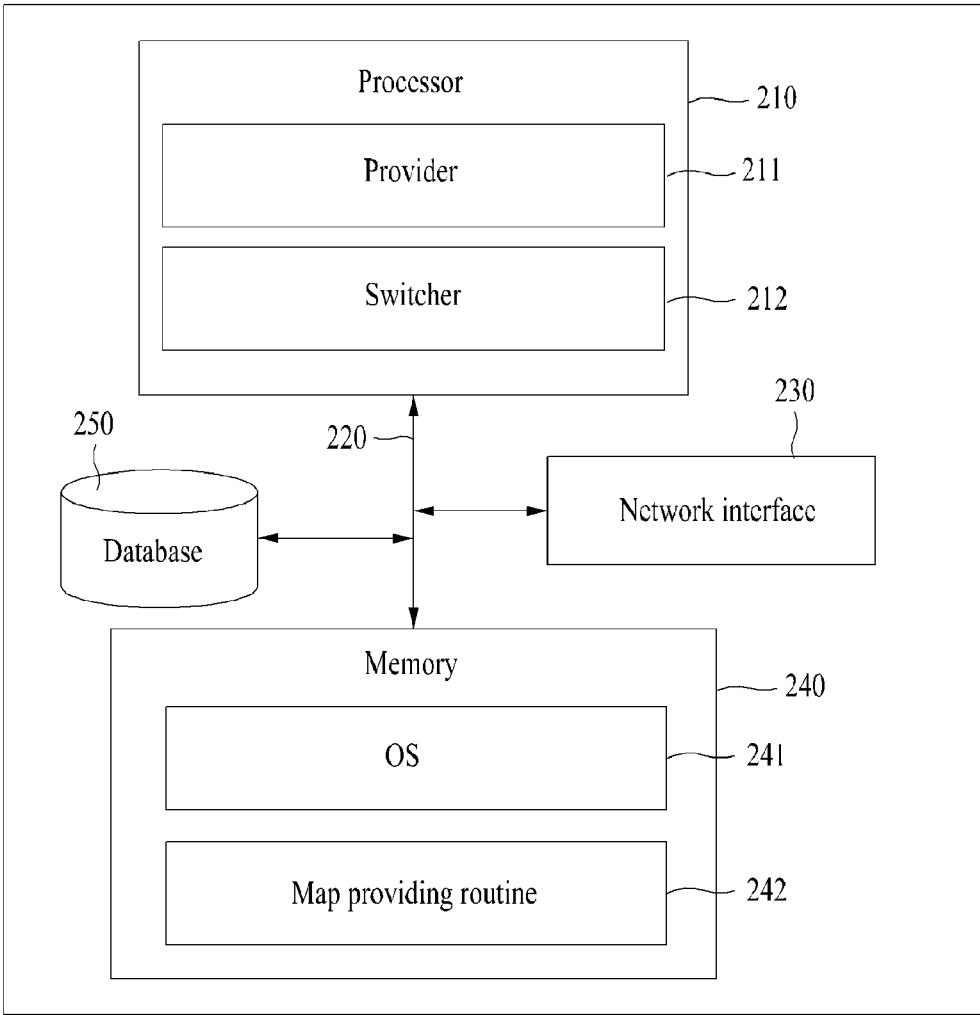 Processor
210
Provider
211
Switcher
212
250
220
230
Database
Network interface
Memory
240
OS
241
Map providing routine
242